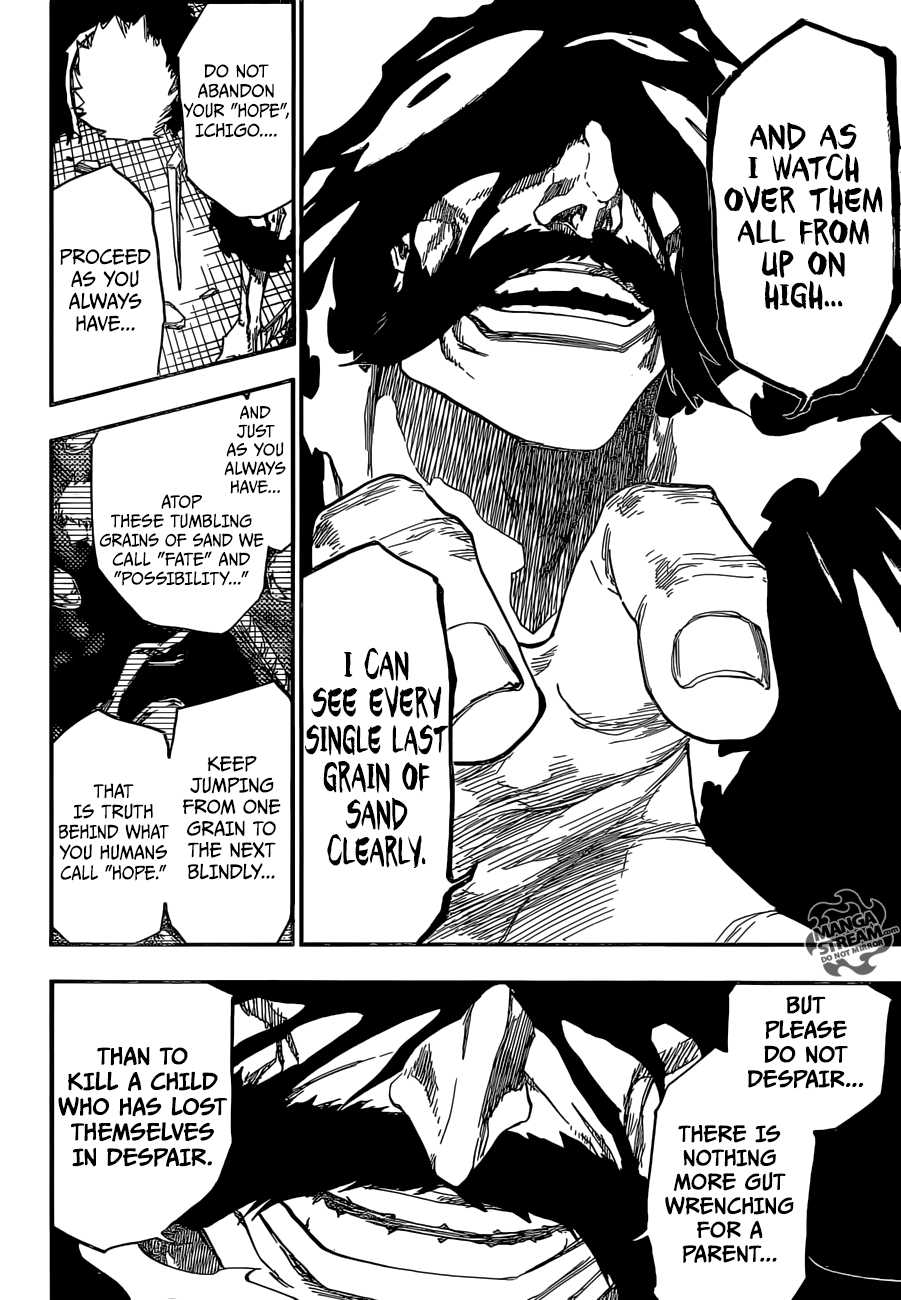 AND AS
I WATCH
OVER THEM
ALL FROM
UP ON
HIGH...
I CAN
SEE EVERY
SINGLE LAST
GRAIN OF
SAND
CLEARLY.
DO NOT
ABANDON
YOUR "HOPE",
ICHIGO....
PROCEED
AS YOU
ALWAYS
HAVE...
AND
JUST
AS YOU
ALWAYS
HAVE...
ATOP
THESE TUMBLING
GRAINS OF SAND WE
CALL "FATE" AND
"POSSIBILITY..."
KEEP
JUMPING
FROM ONE
GRAIN TO
THE NEXT
BLINDLY...
THAT
IS TRUTH
BEHIND WHAT
YOU HUMANS
CALL "HOPE."
MANGA
STREAM.com
DO NOT MIRROR
BUT
PLEASE
DO NOT
DESPAIR...
THERE IS
NOTHING
MORE GUT
WRENCHING
FOR A
PARENT...
THAN TO
KILL A CHILD
WHO HAS LOST
THEMSELVES
IN DESPAIR.